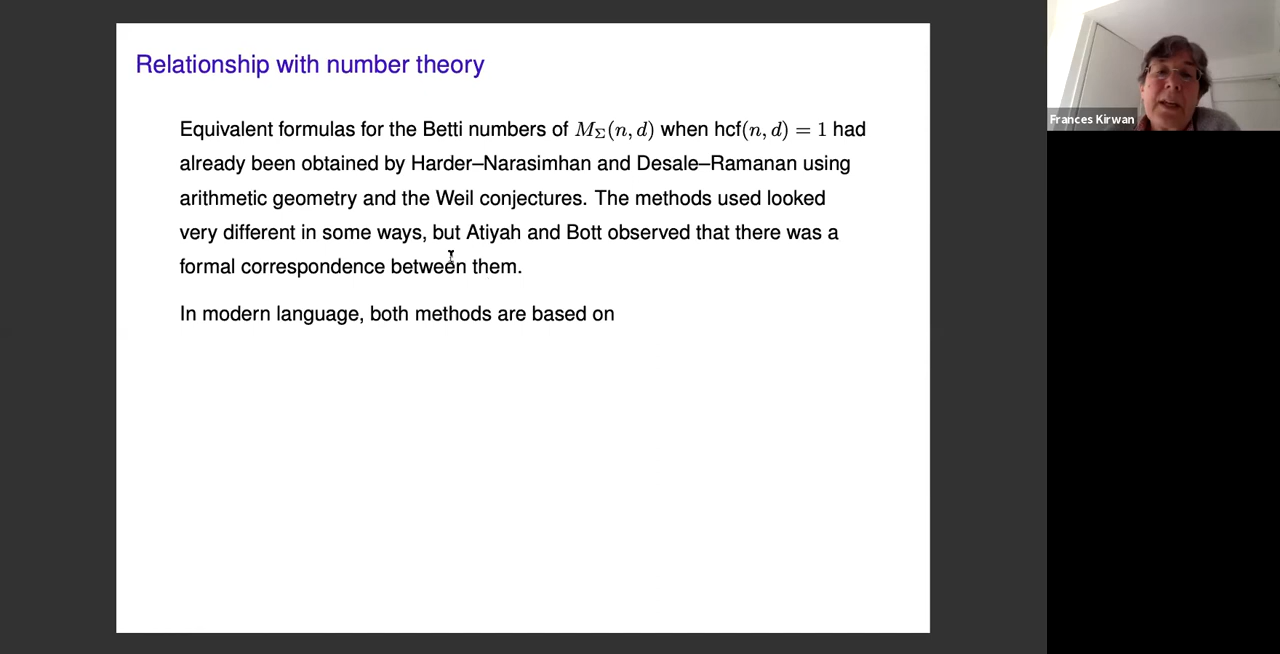 Relationship with number theory
Equivalent formulas for the Betti numbers of M_Σ(n, d) when hcf(n, d) = 1 had
already been obtained by Harder–Narasimhan and Desale–Ramanan using
arithmetic geometry and the Weil conjectures. The methods used looked
very different in some ways, but Atiyah and Bott observed that there was a
formal correspondence between them.
In modern language, both methods are based on
Frances Kirwan